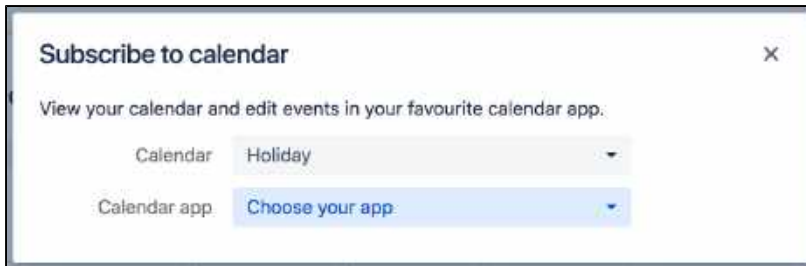 Subscribe to calendar
View your calendar and edit events in your favourite calendar app.
Calendar Holiday
Calendar app Choose your app